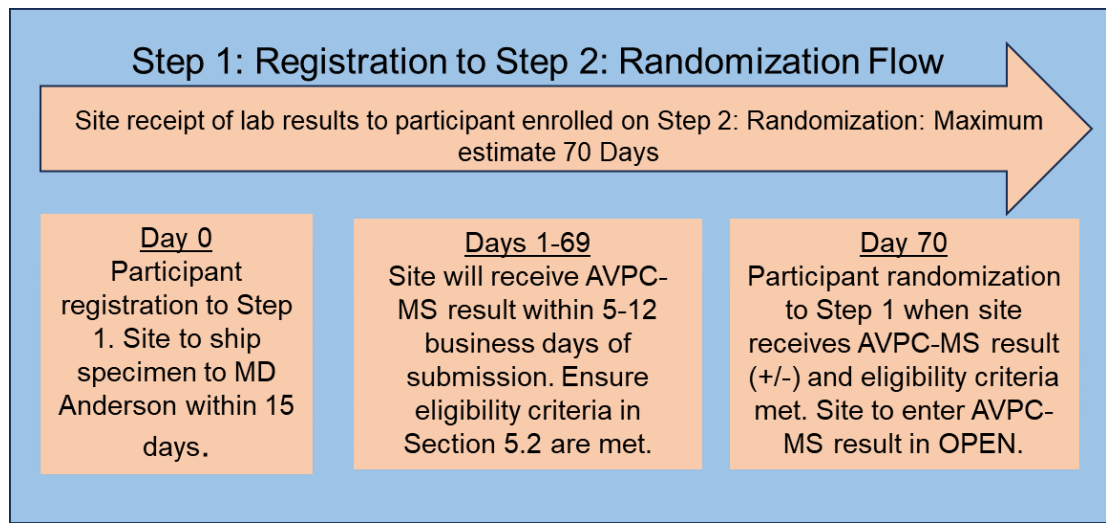 Step 1: Registration to Step 2: Randomization Flow
Site receipt of lab results to participant enrolled on Step 2: Randomization: Maximum
estimate 70 Days
Day 0
Participant
registration to Step
1. Site to ship
specimen to MD
Anderson within 15
days.
Days 1-69
Site will receive AVPC-
MS result within 5-12
business days of
submission. Ensure
eligibility criteria in
Section 5.2 are met.
Day 70
Participant randomization
to Step 1 when site
receives AVPC-MS result
(+/-) and eligibility criteria
met. Site to enter AVPC-
MS result in OPEN.